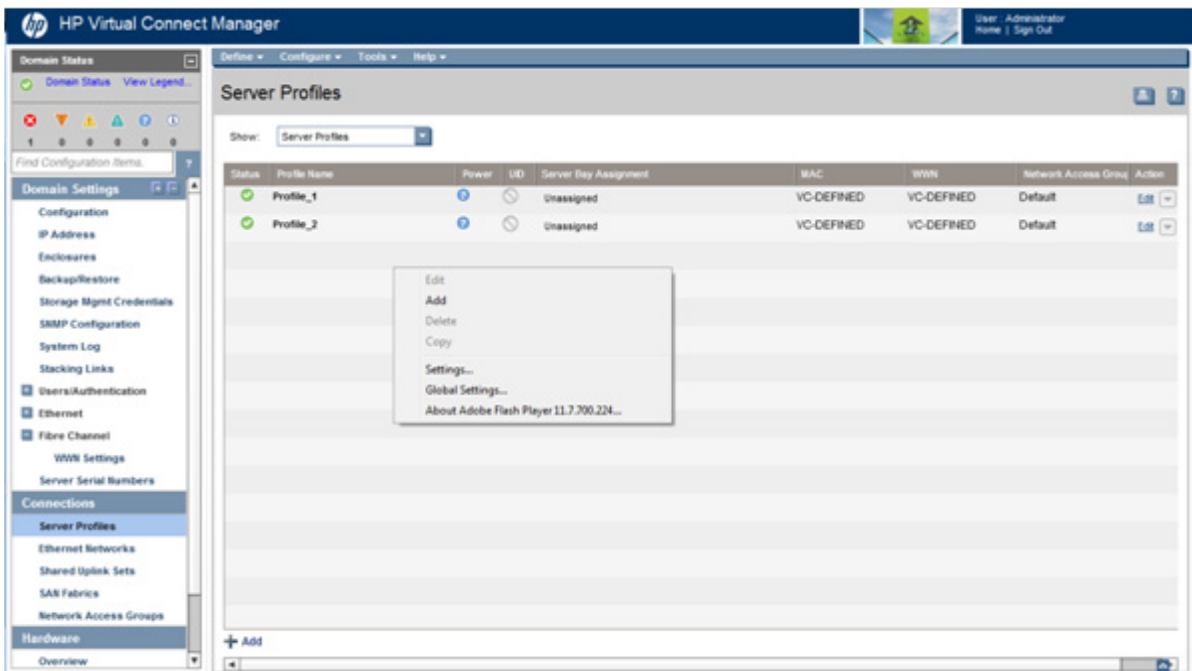 hp HP Virtual Connect Manager
User : Administrator
Home | Sign Out
Domain Status
Domain Status View Legend...
1 0 0 0 0 0
Find Configuration Items. ?
Domain Settings
Configuration
IP Address
Enclosures
Backup/Restore
Storage Mgmt Credentials
SNMP Configuration
System Log
Stacking Links
Users/Authentication
Ethernet
Fibre Channel
WWN Settings
Server Serial Numbers
Connections
Server Profiles
Ethernet Networks
Shared Uplink Sets
SAN Fabrics
Network Access Groups
Hardware
Overview
Define Configure Tools Help
Server Profiles
?
Show: Server Profiles
Status Profile Name Power UID Server Bay Assignment MAC WWN Network Access Group Action
Profile_1 ? Unassigned VC-DEFINED VC-DEFINED Default Edit
Profile_2 ? Unassigned VC-DEFINED VC-DEFINED Default Edit
Edit
Add
Delete
Copy
Settings...
Global Settings...
About Adobe Flash Player 11.7.700.224...
Add